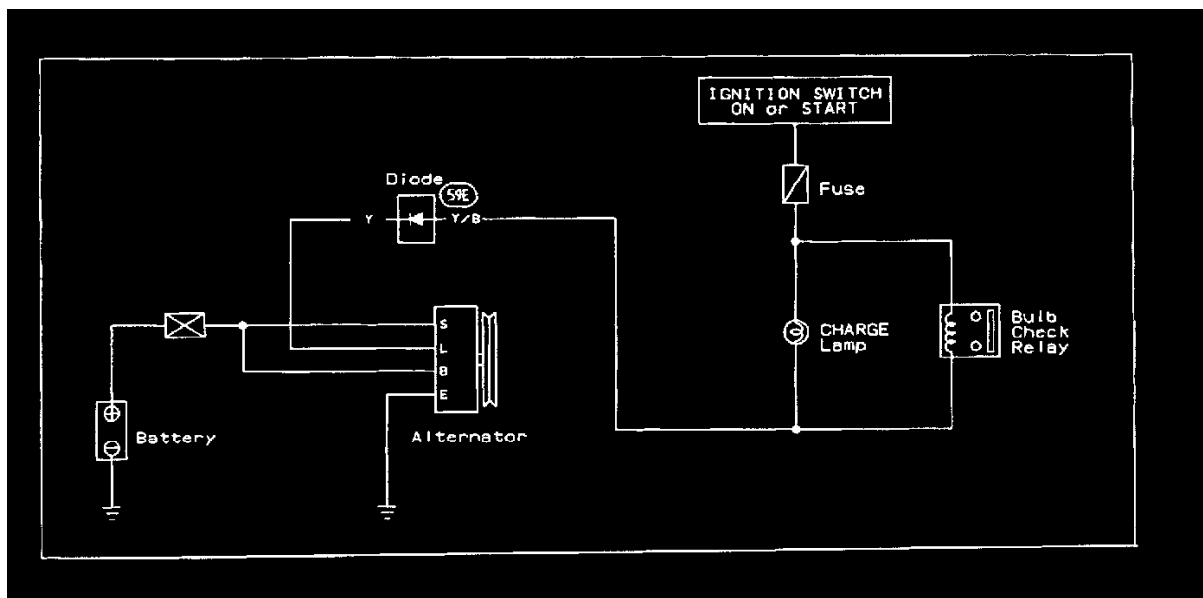 IGNITION SWITCH
ON or START
Fuse
Diode
59E
Y
Y/B
S
L
B
E
CHARGE
Lamp
Bulb
Check
Relay
Battery
Alternator